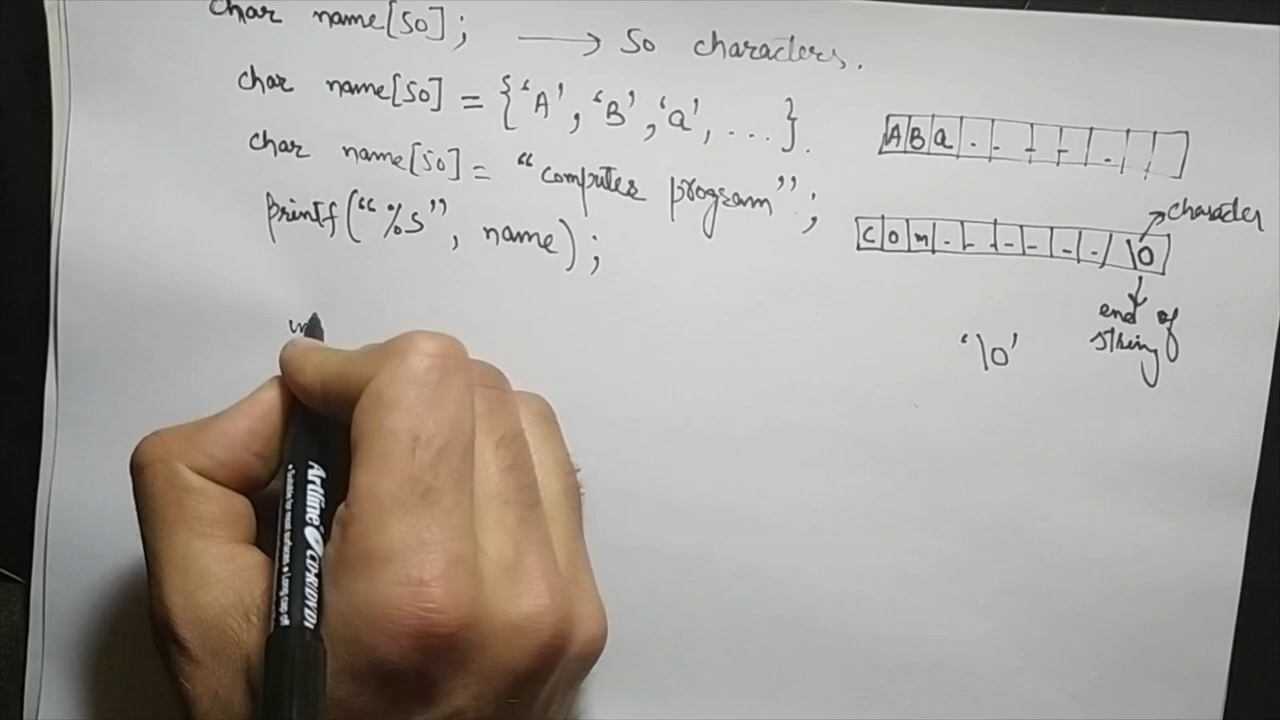 char name[50]; → 50 characters.
char name[50] = {'A', 'B', 'a', ...}.
A B a . - - - . 
char name[50] = "computer program";
printf("%s", name);
character
c o m . - - - - - - \0
end of
string
'\0'
Artline